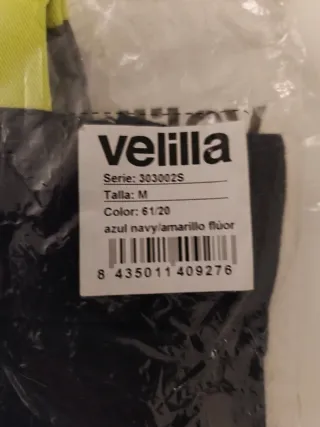 velilla
Serie: 303002S
Talla: M
Color: 61/20
azul navy/amarillo flúor
8 435011 409276